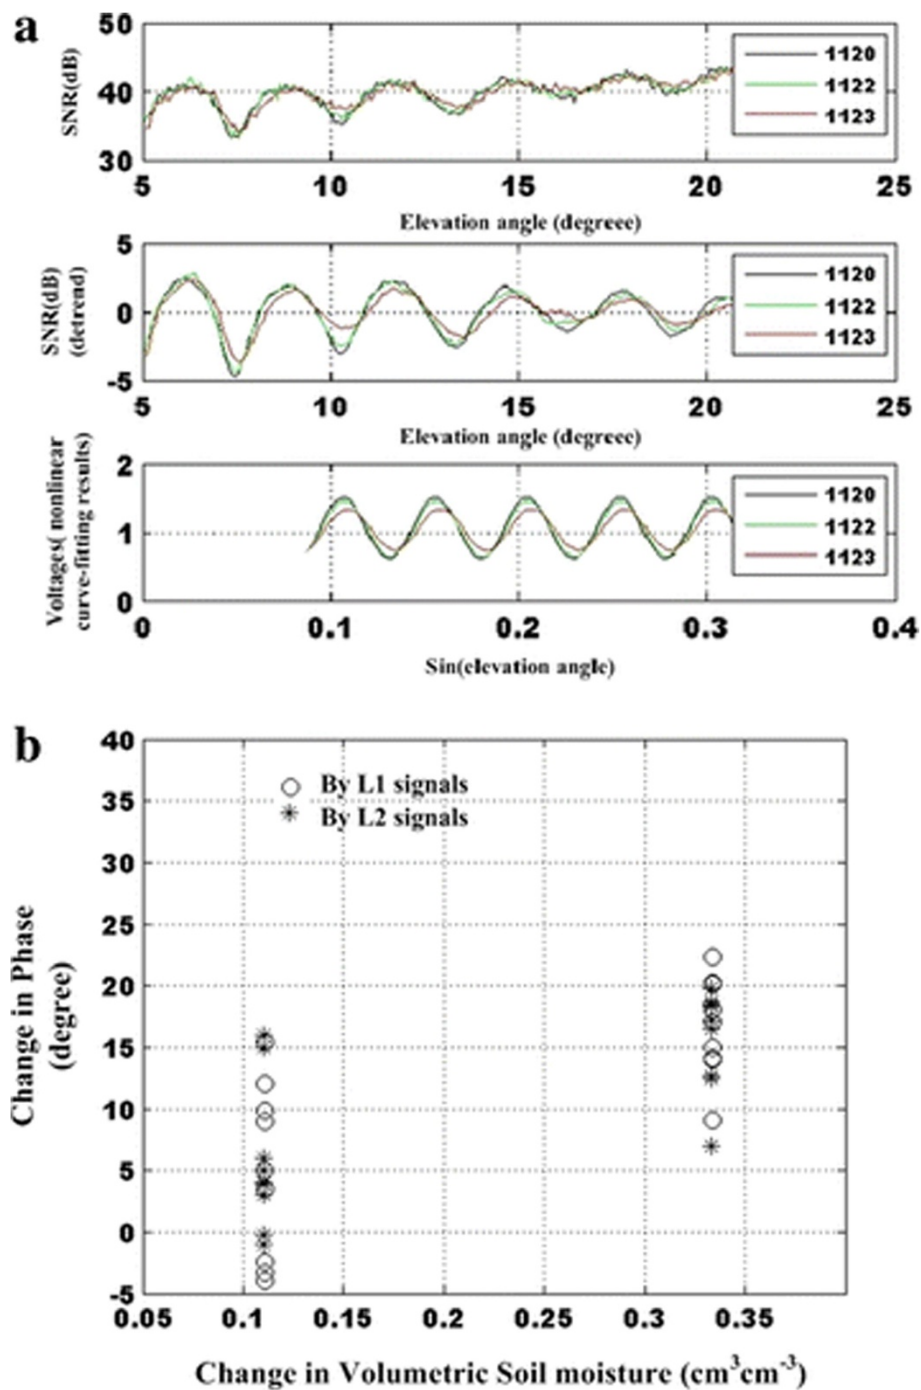 a
50
40
30
SNR(dB)
1120
1122
1123
5 10 15 20 25
Elevation angle (degreee)
5
0
-5
SNR(dB)
(detrend)
1120
1122
1123
5 10 15 20 25
Elevation angle (degreee)
2
1
0
Voltages( nonlinear
curve-fitting results)
1120
1122
1123
0 0.1 0.2 0.3 0.4
Sin(elevation angle)
b
40
35
30
25
20
15
10
5
0
-5
Change in Phase
(degree)
By L1 signals
By L2 signals
0.05 0.1 0.15 0.2 0.25 0.3 0.35
Change in Volumetric Soil moisture (cm³cm⁻³)